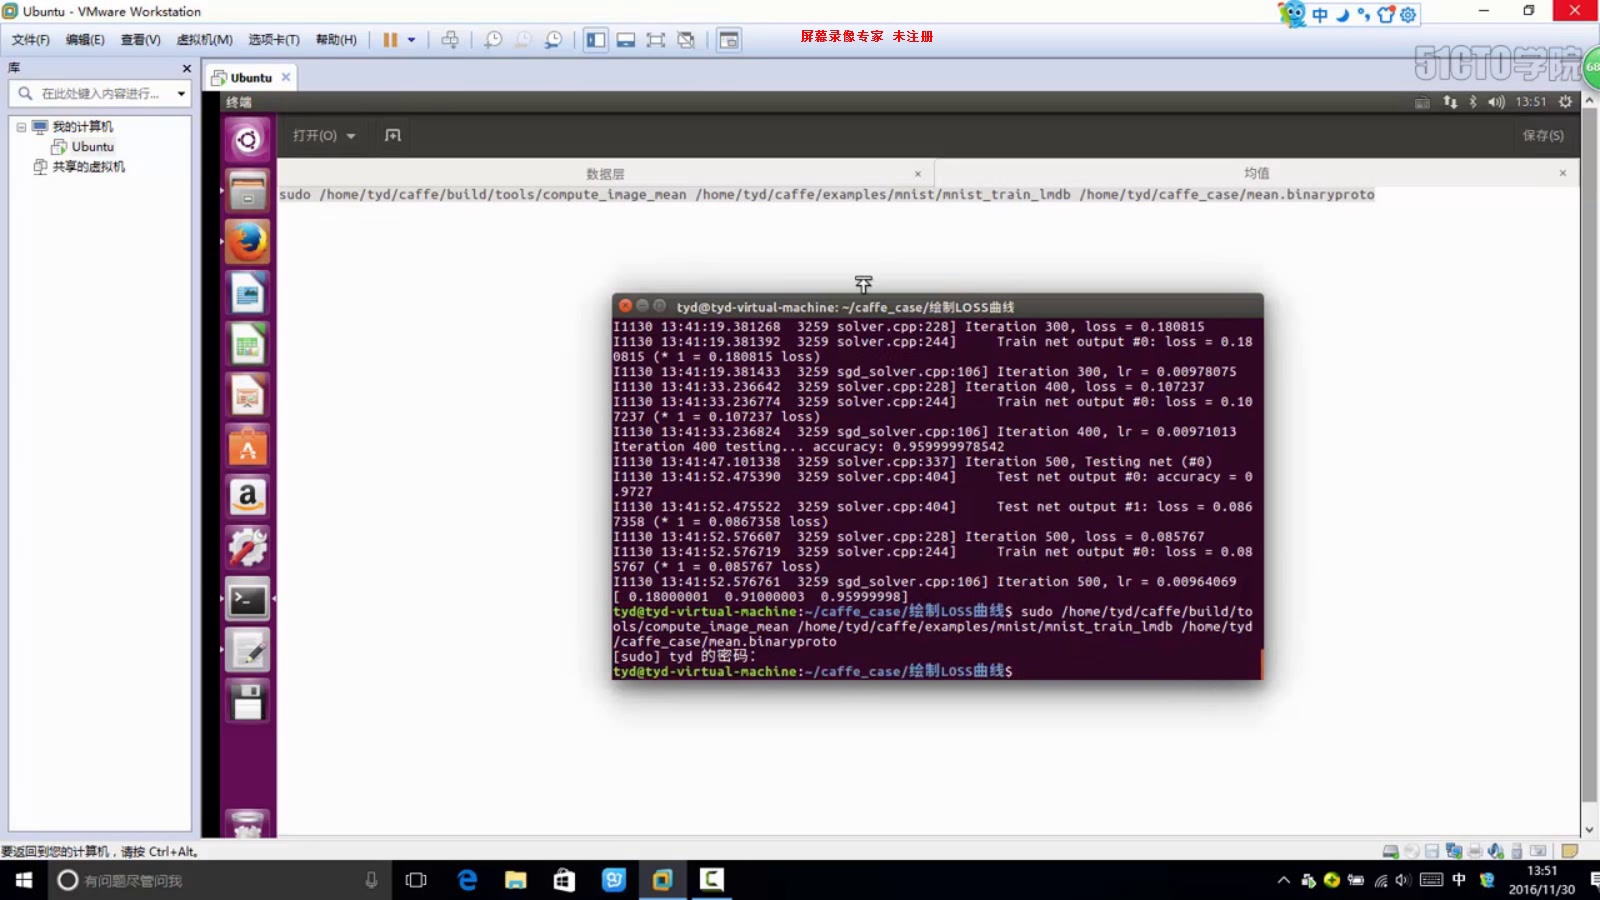 Ubuntu - VMware Workstation
中
文件(F) 编辑(E) 查看(V) 虚拟机(M) 选项卡(T) 帮助(H)
屏幕录像专家 未注册
51CTO学院
68
库
Ubuntu
在此处键入内容进行...
我的计算机
Ubuntu
共享的虚拟机
终端
13:51
打开(O)
保存(S)
数据层
均值
sudo /home/tyd/caffe/build/tools/compute_image_mean /home/tyd/caffe/examples/mnist/mnist_train_lmdb /home/tyd/caffe_case/mean.binaryproto
tyd@tyd-virtual-machine: ~/caffe_case/绘制LOSS曲线
I1130 13:41:19.381268  3259 solver.cpp:228] Iteration 300, loss = 0.180815
I1130 13:41:19.381392  3259 solver.cpp:244]     Train net output #0: loss = 0.18
0815 (* 1 = 0.180815 loss)
I1130 13:41:19.381433  3259 sgd_solver.cpp:106] Iteration 300, lr = 0.00978075
I1130 13:41:33.236642  3259 solver.cpp:228] Iteration 400, loss = 0.107237
I1130 13:41:33.236774  3259 solver.cpp:244]     Train net output #0: loss = 0.10
7237 (* 1 = 0.107237 loss)
I1130 13:41:33.236824  3259 sgd_solver.cpp:106] Iteration 400, lr = 0.00971013
Iteration 400 testing... accuracy: 0.959999978542
I1130 13:41:47.101338  3259 solver.cpp:337] Iteration 500, Testing net (#0)
I1130 13:41:52.475390  3259 solver.cpp:404]     Test net output #0: accuracy = 0
.9727
I1130 13:41:52.475522  3259 solver.cpp:404]     Test net output #1: loss = 0.086
7358 (* 1 = 0.0867358 loss)
I1130 13:41:52.576607  3259 solver.cpp:228] Iteration 500, loss = 0.085767
I1130 13:41:52.576719  3259 solver.cpp:244]     Train net output #0: loss = 0.08
5767 (* 1 = 0.085767 loss)
I1130 13:41:52.576761  3259 sgd_solver.cpp:106] Iteration 500, lr = 0.00964069
[ 0.18000001  0.91000003  0.95999998]
tyd@tyd-virtual-machine:~/caffe_case/绘制LOSS曲线$ sudo /home/tyd/caffe/build/to
ols/compute_image_mean /home/tyd/caffe/examples/mnist/mnist_train_lmdb /home/tyd
/caffe_case/mean.binaryproto
[sudo] tyd 的密码:
tyd@tyd-virtual-machine:~/caffe_case/绘制LOSS曲线$
要返回到您的计算机，请按 Ctrl+Alt。
有问题尽管问我
中
13:51
2016/11/30